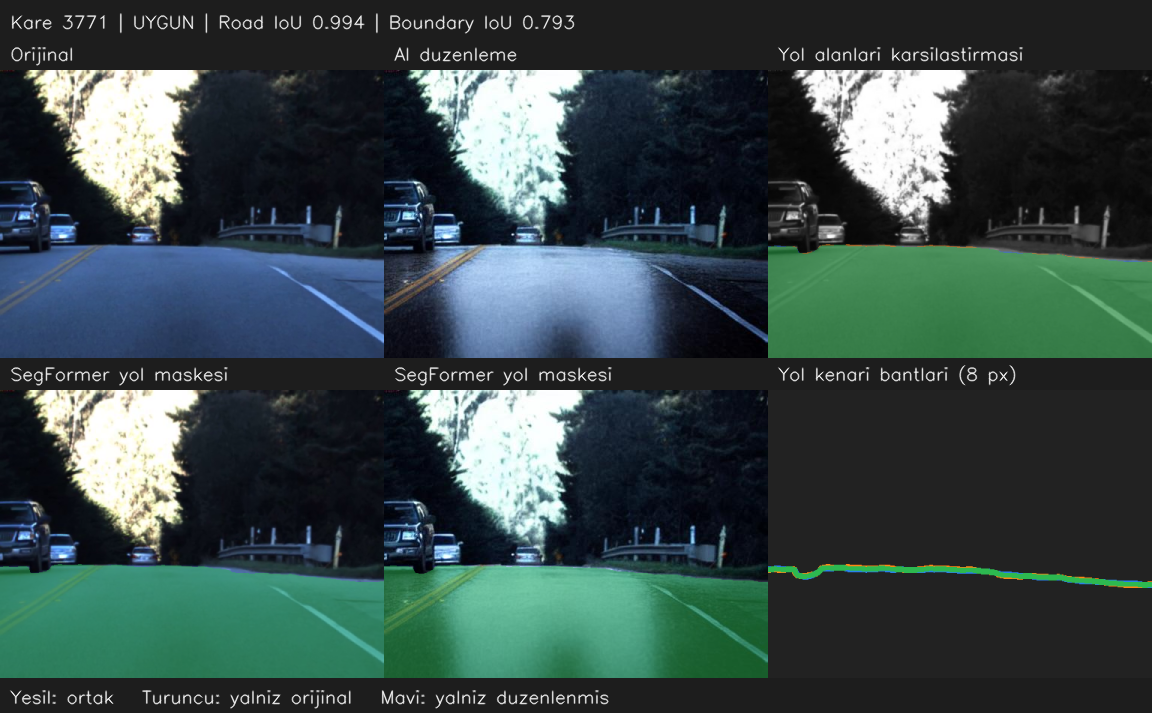 Kare 3771 | UYGUN | Road IoU 0.994 | Boundary IoU 0.793
Orijinal
AI duzenleme
Yol alanlari karsilastirmasi
SegFormer yol maskesi
SegFormer yol maskesi
Yol kenari bantlari (8 px)
Yesil: ortak Turuncu: yalniz orijinal Mavi: yalniz duzenlenmis